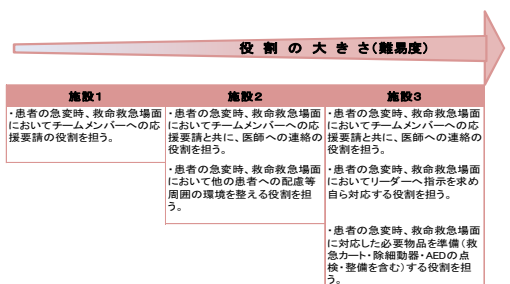 役 割 の 大 き さ(難易度)
施設1
・患者の急変時、救命救急場面
においてチームメンバーへの応
援要請の役割を担う。
施設2
・患者の急変時、救命救急場面
においてチームメンバーへの応
援要請と共に、医師への連絡の
役割を担う。
・患者の急変時、救命救急場面
において他の患者への配慮等
周囲の環境を整える役割を担
う。
施設3
・患者の急変時、救命救急場面
においてチームメンバーへの応
援要請と共に、医師への連絡の
役割を担う。
・患者の急変時、救命救急場面
においてリーダーへ指示を求め
自ら対応する役割を担う。
・患者の急変時、救命救急場面
に対応した必要物品を準備(救
急カート・除細動器・AEDの点
検・整備を含む)する役割を担
う。